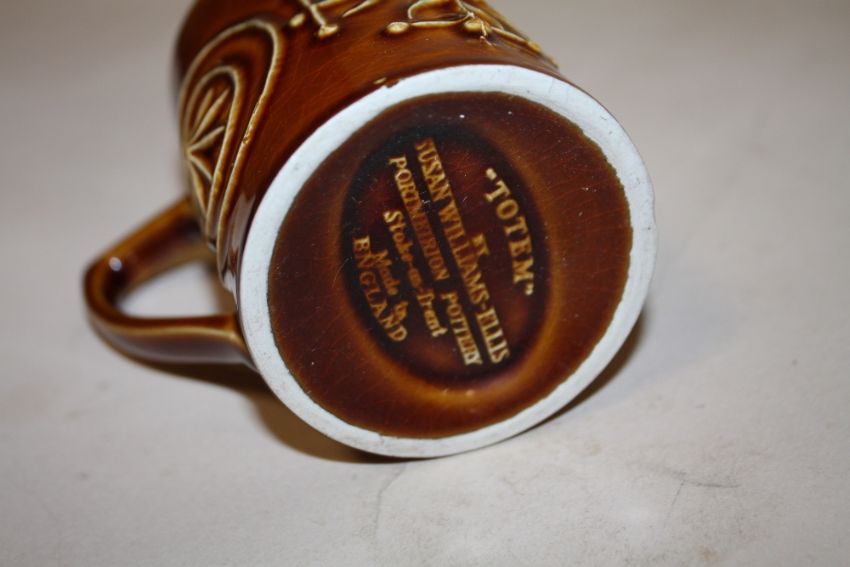 "TOTEM"
BY
SUSAN WILLIAMS-ELLIS
PORTMEIRION POTTERY
Stoke-on-Trent
Made in
ENGLAND